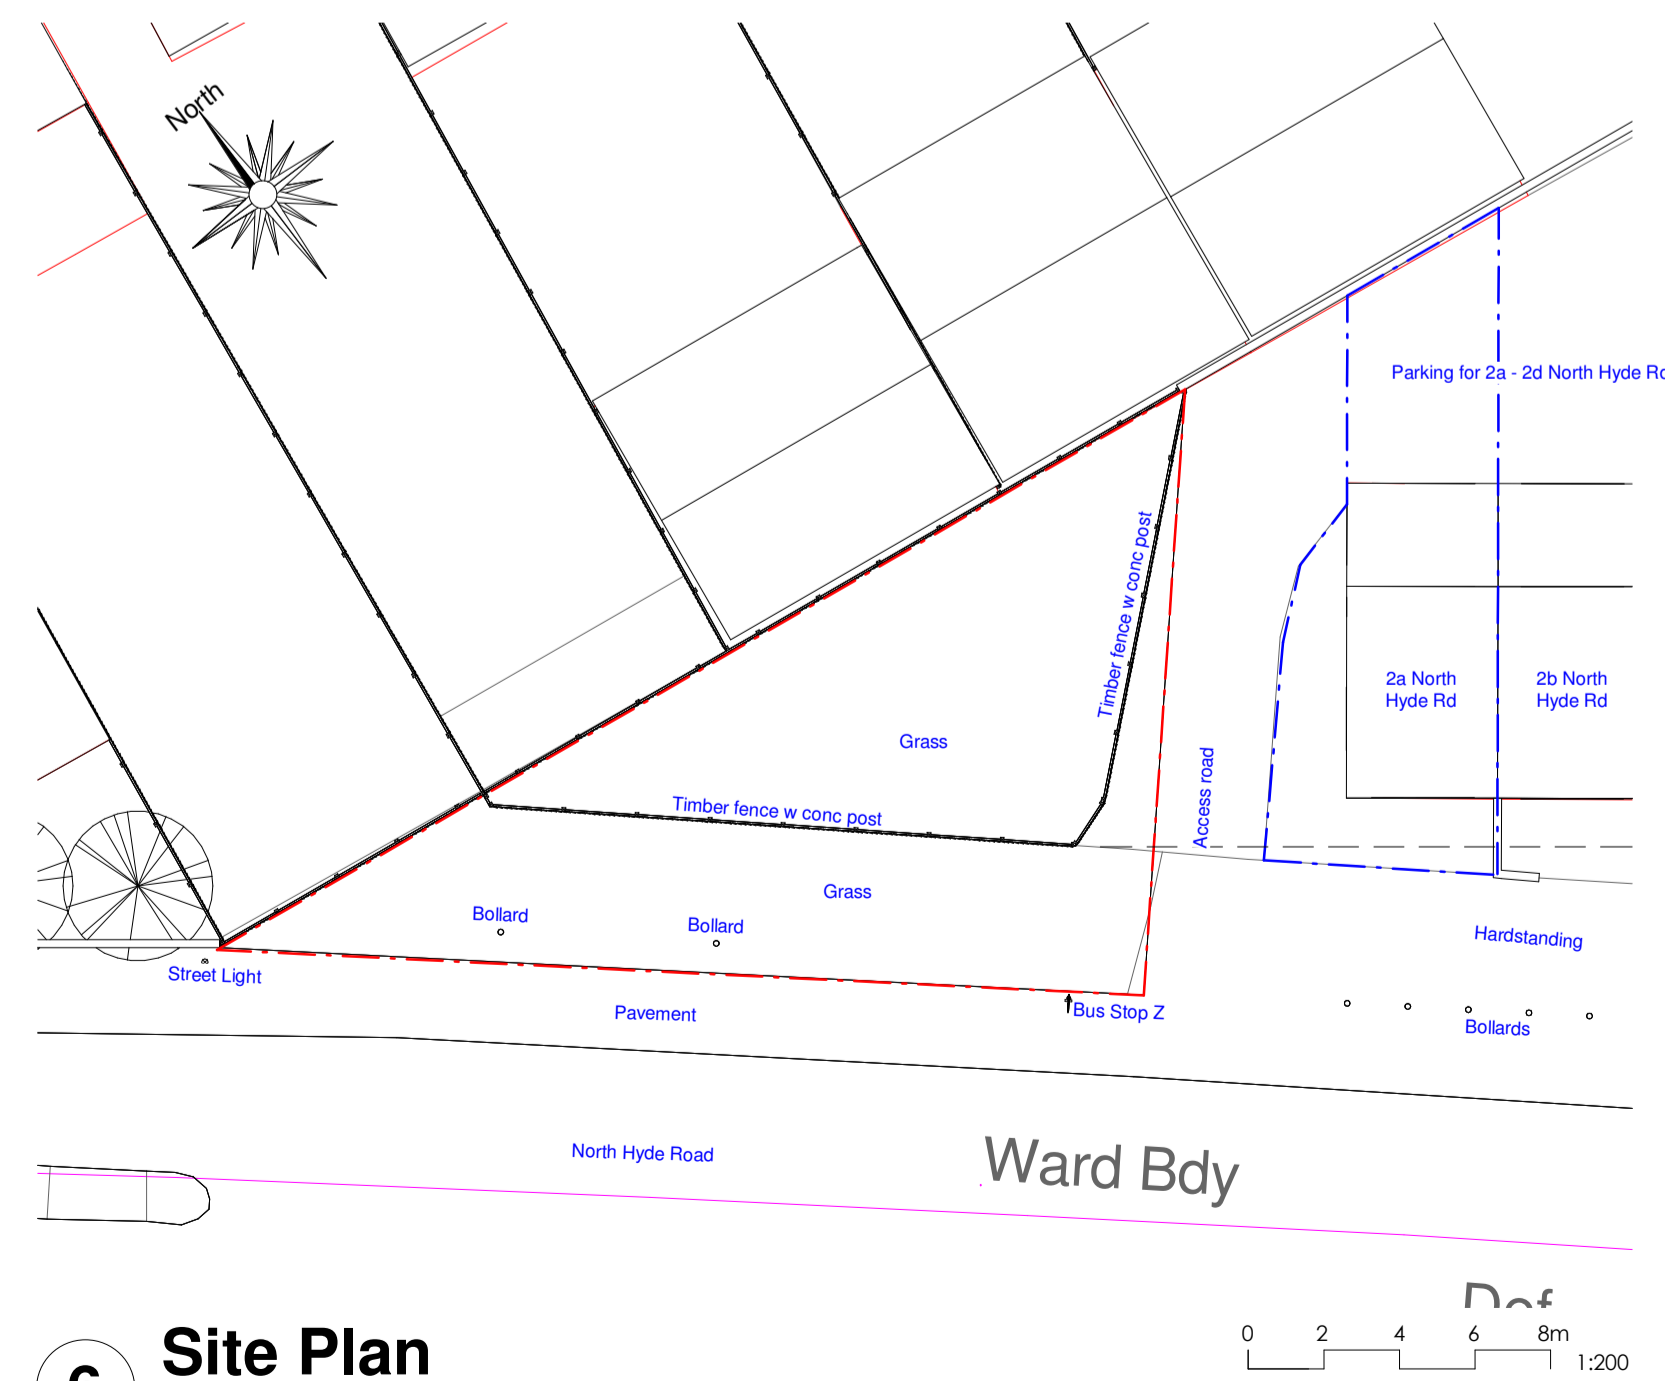 North
Parking for 2a - 2d North Hyde Rd
Timber fence w conc post
2a North
Hyde Rd
2b North
Hyde Rd
Grass
Access road
Timber fence w conc post
Grass
Bollard
Bollard
Hardstanding
Street Light
Pavement
Bus Stop Z
Bollards
North Hyde Road
Ward Bdy
Def
Site Plan
0 2 4 6 8m
1:200